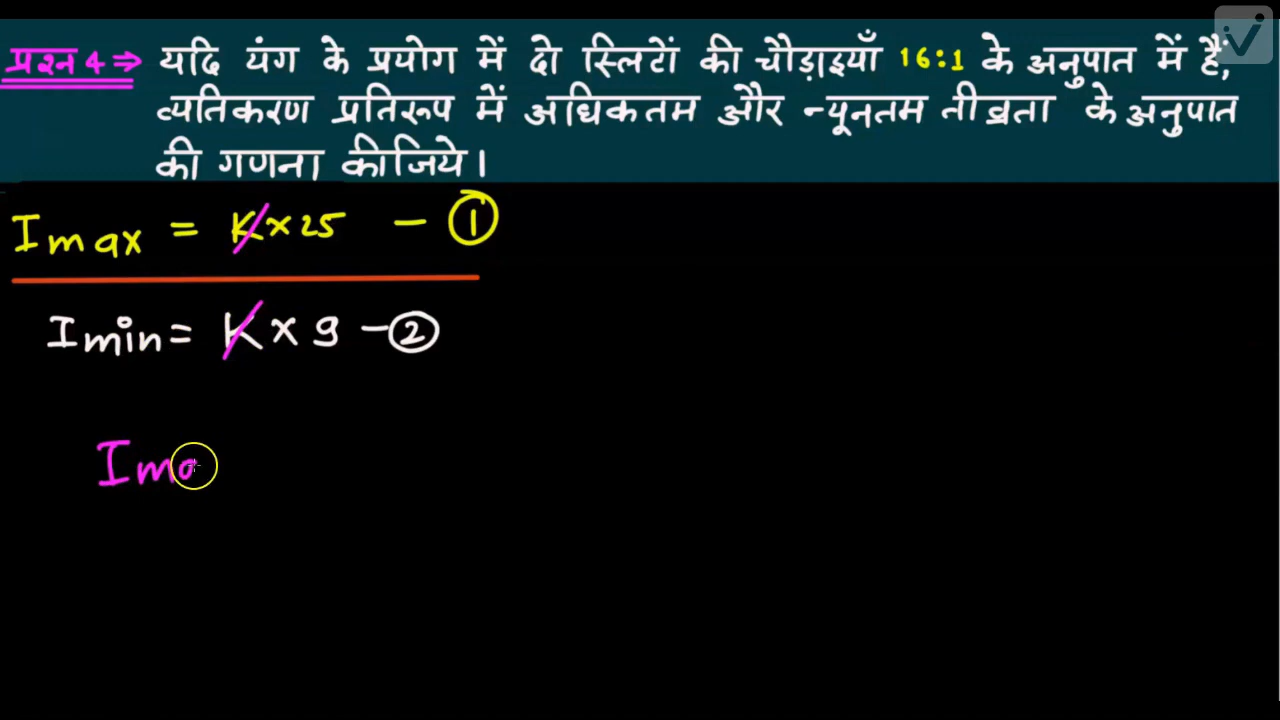 प्रश्न 4 ⇒ यदि यंग के प्रयोग में दो स्लिटों की चौड़ाइयाँ 16:1 के अनुपात में हैं,
व्यतिकरण प्रतिरूप में अधिकतम और न्यूनतम तीव्रता के अनुपात
की गणना कीजिये।
Imax = K×25 - ①
Imin = K × 9 - ②
Ima